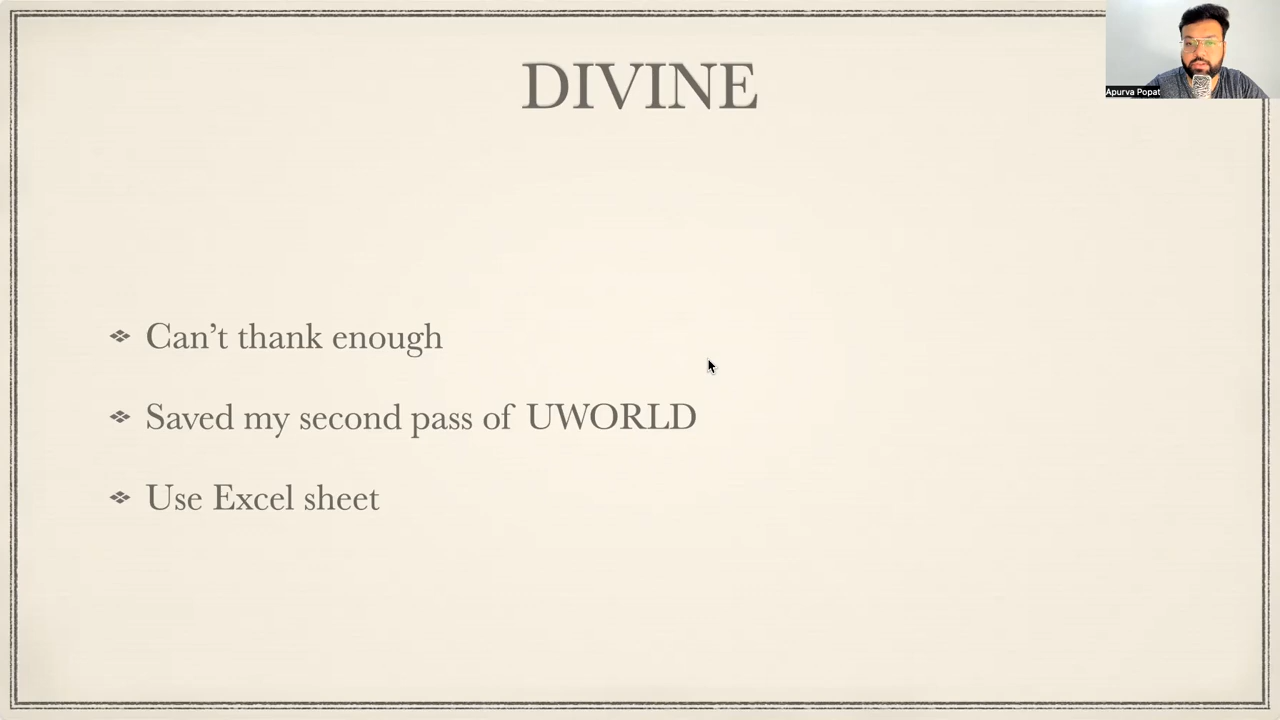 DIVINE
Apurva Popat
Can’t thank enough
Saved my second pass of UWORLD
Use Excel sheet